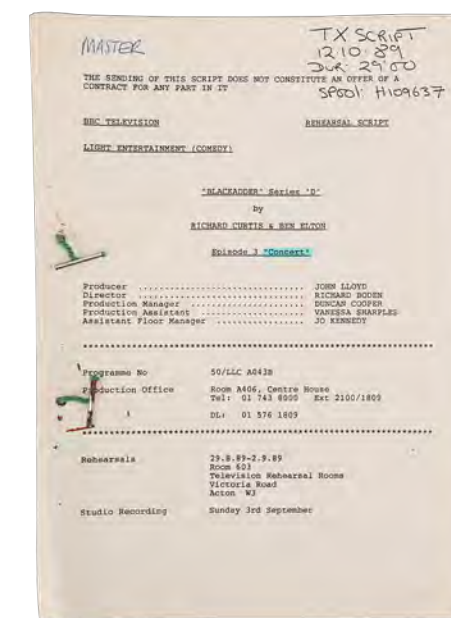 MASTER
TX SCRIPT
12.10.89
DUR: 29'00
SPOOL: H109637
THE SENDING OF THIS SCRIPT DOES NOT CONSTITUTE AN OFFER OF A
CONTRACT FOR ANY PART IN IT
BBC TELEVISION
REHEARSAL SCRIPT
LIGHT ENTERTAINMENT (COMEDY)
"BLACKADDER" Series 'D'
by
RICHARD CURTIS & BEN ELTON
Episode 3 "Concert"
Producer .............................. JOHN LLOYD
Director .............................. RICHARD BODEN
Production Manager .................... DUNCAN COOPER
Production Assistant .................. VANESSA SHARPLES
Assistant Floor Manager ............... JO KENNEDY
Programme No 50/LLC A043B
Production Office Room A406, Centre House
Tel: 01 743 8000 Ext 2100/1809
DL: 01 576 1809
Rehearsals 29.8.89-2.9.89
Room 603
Television Rehearsal Rooms
Victoria Road
Acton W3
Studio Recording Sunday 3rd September